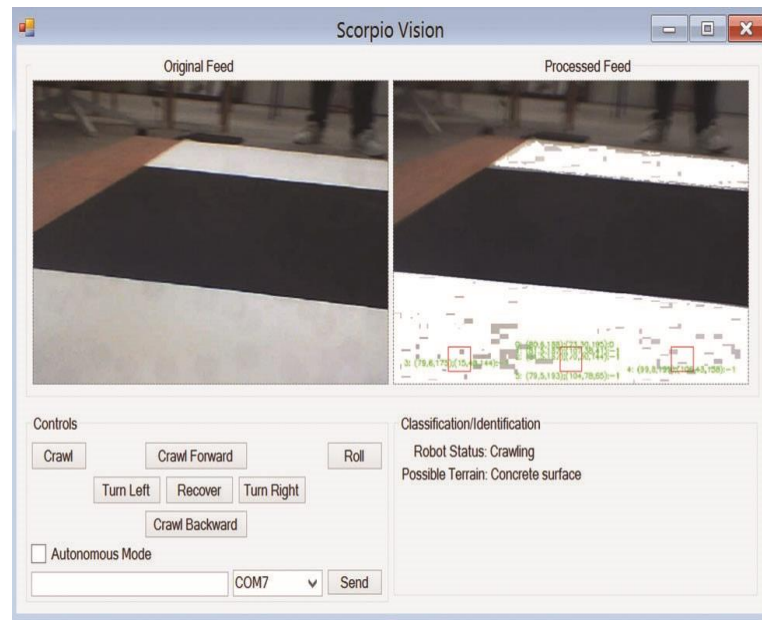 Scorpio Vision
Original Feed
Processed Feed
Controls
Crawl
Crawl Forward
Roll
Turn Left
Recover
Turn Right
Crawl Backward
Autonomous Mode
COM7
Send
Classification/Identification
Robot Status: Crawling
Possible Terrain: Concrete surface